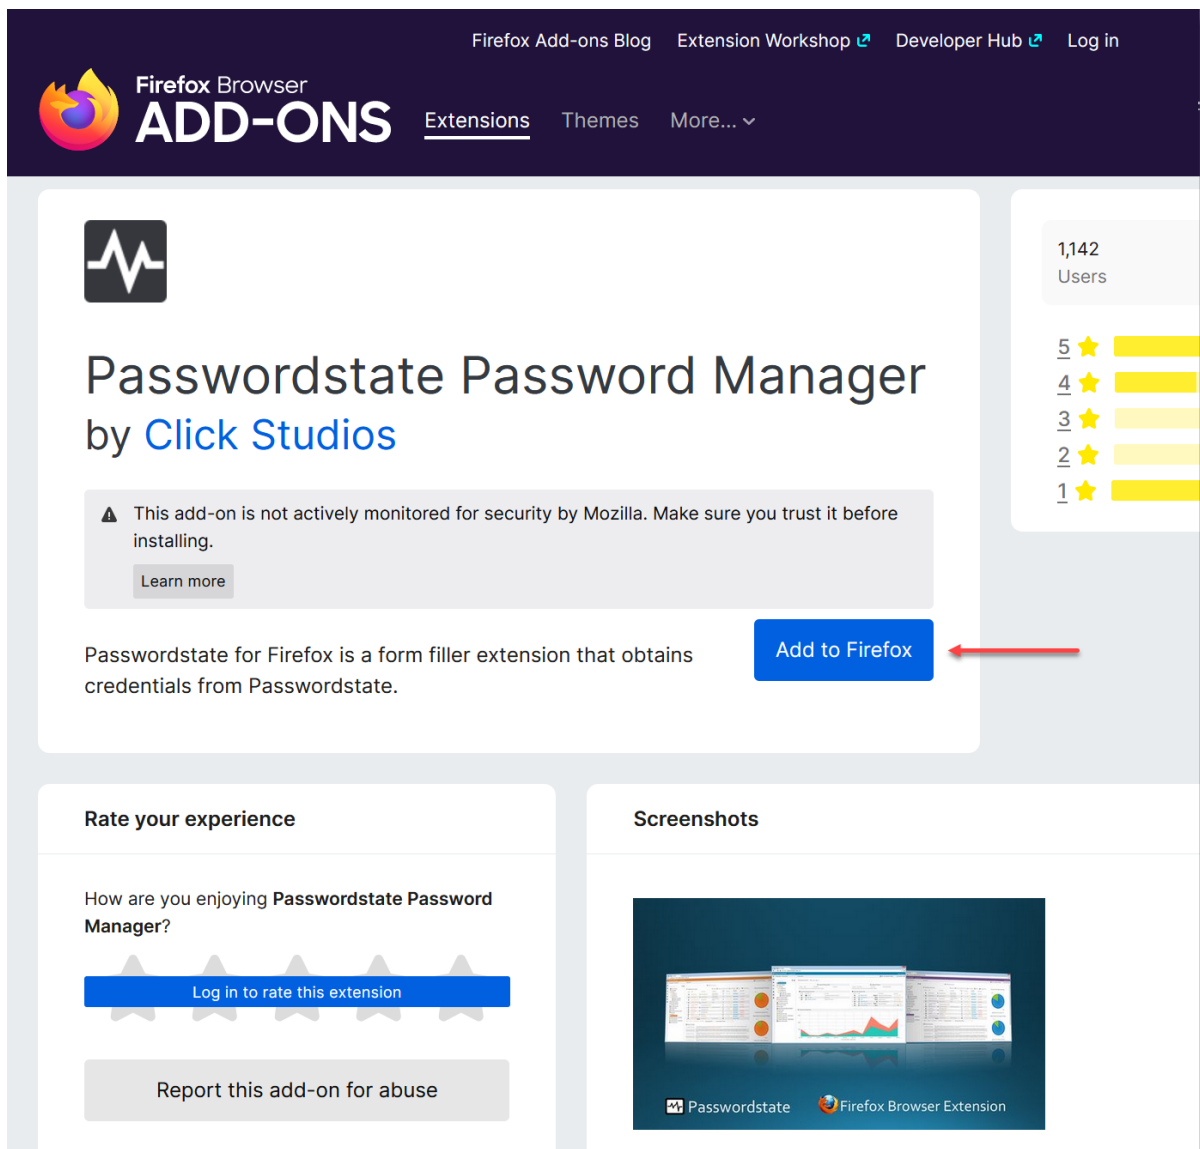 Firefox Add-ons Blog Extension Workshop Developer Hub Log in
Firefox Browser
ADD-ONS
Extensions Themes More...
Passwordstate Password Manager
by Click Studios
This add-on is not actively monitored for security by Mozilla. Make sure you trust it before
installing.
Learn more
Passwordstate for Firefox is a form filler extension that obtains
credentials from Passwordstate.
Add to Firefox
1,142
Users
5
4
3
2
1
Rate your experience
How are you enjoying Passwordstate Password
Manager?
Log in to rate this extension
Report this add-on for abuse
Screenshots
Passwordstate
Firefox Browser Extension